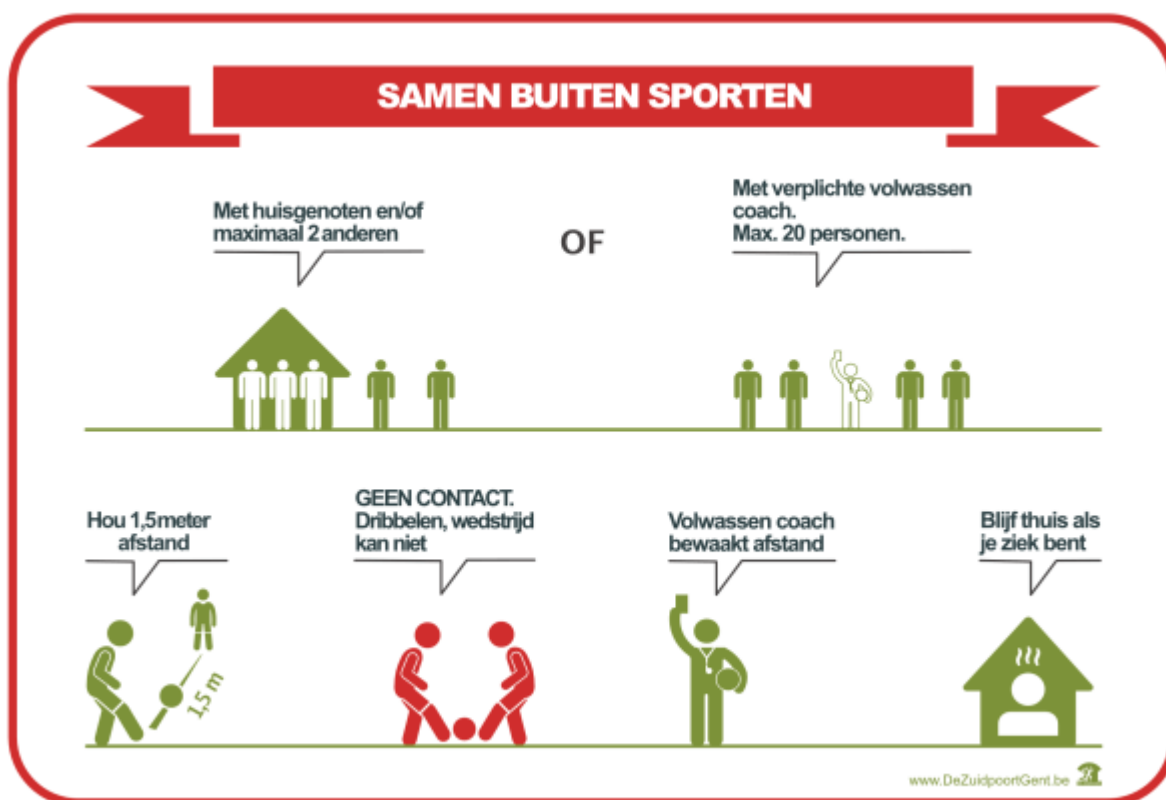 SAMEN BUITEN SPORTEN
Met huisgenoten en/of
maximaal 2 anderen
OF
Met verplichte volwassen
coach.
Max. 20 personen.
Hou 1,5meter
afstand
1,5 m
GEEN CONTACT.
Dribbelen, wedstrijd
kan niet
Volwassen coach
bewaakt afstand
Blijf thuis als
je ziek bent
www.DeZuidpoortGent.be